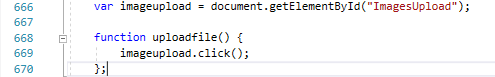 666 var imageupload = document.getElementById("ImagesUpload");
667
668 function uploadfile() {
669 imageupload.click();
670 };